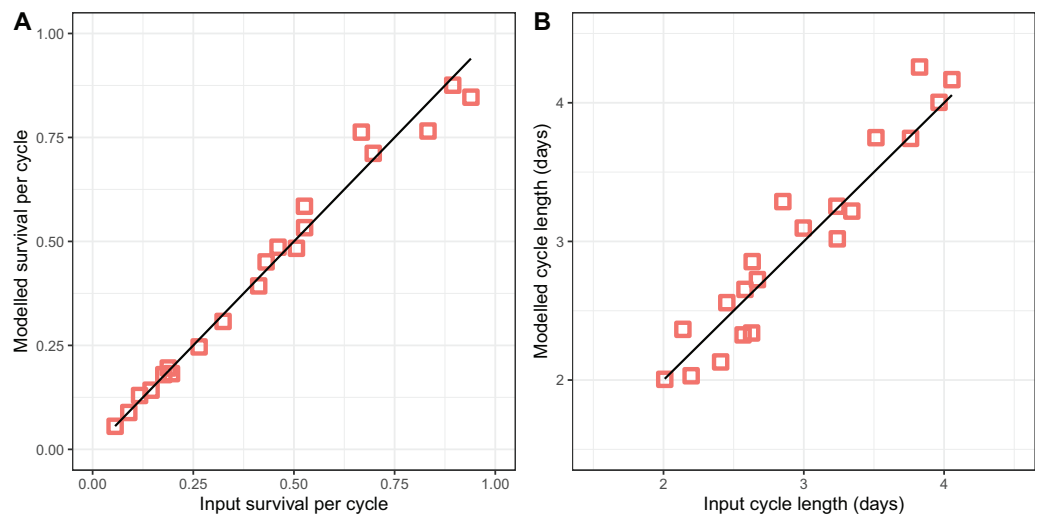 A
Modelled survival per cycle
1.00
0.75
0.50
0.25
0.00
0.00 0.25 0.50 0.75 1.00
Input survival per cycle
B
Modelled cycle length (days)
4
3
2
2 3 4
Input cycle length (days)